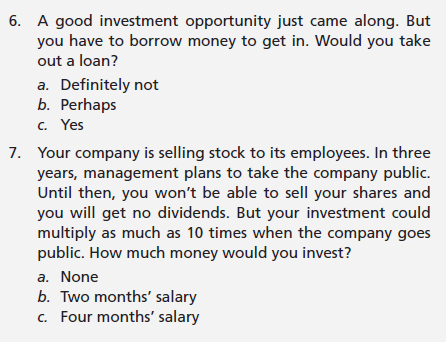 6. A good investment opportunity just came along. But
you have to borrow money to get in. Would you take
out a loan?
a. Definitely not
b. Perhaps
c. Yes
7. Your company is selling stock to its employees. In three
years, management plans to take the company public.
Until then, you won't be able to sell your shares and
you will get no dividends. But your investment could
multiply as much as 10 times when the company goes
public. How much money would you invest?
a. None
b. Two months' salary
c. Four months' salary